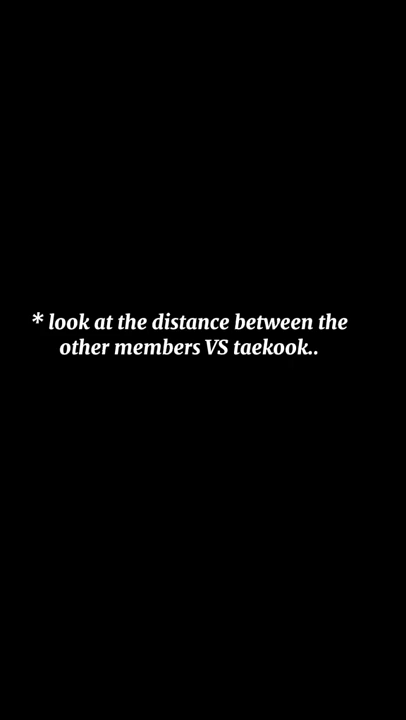 * look at the distance between the
other members VS taekook..